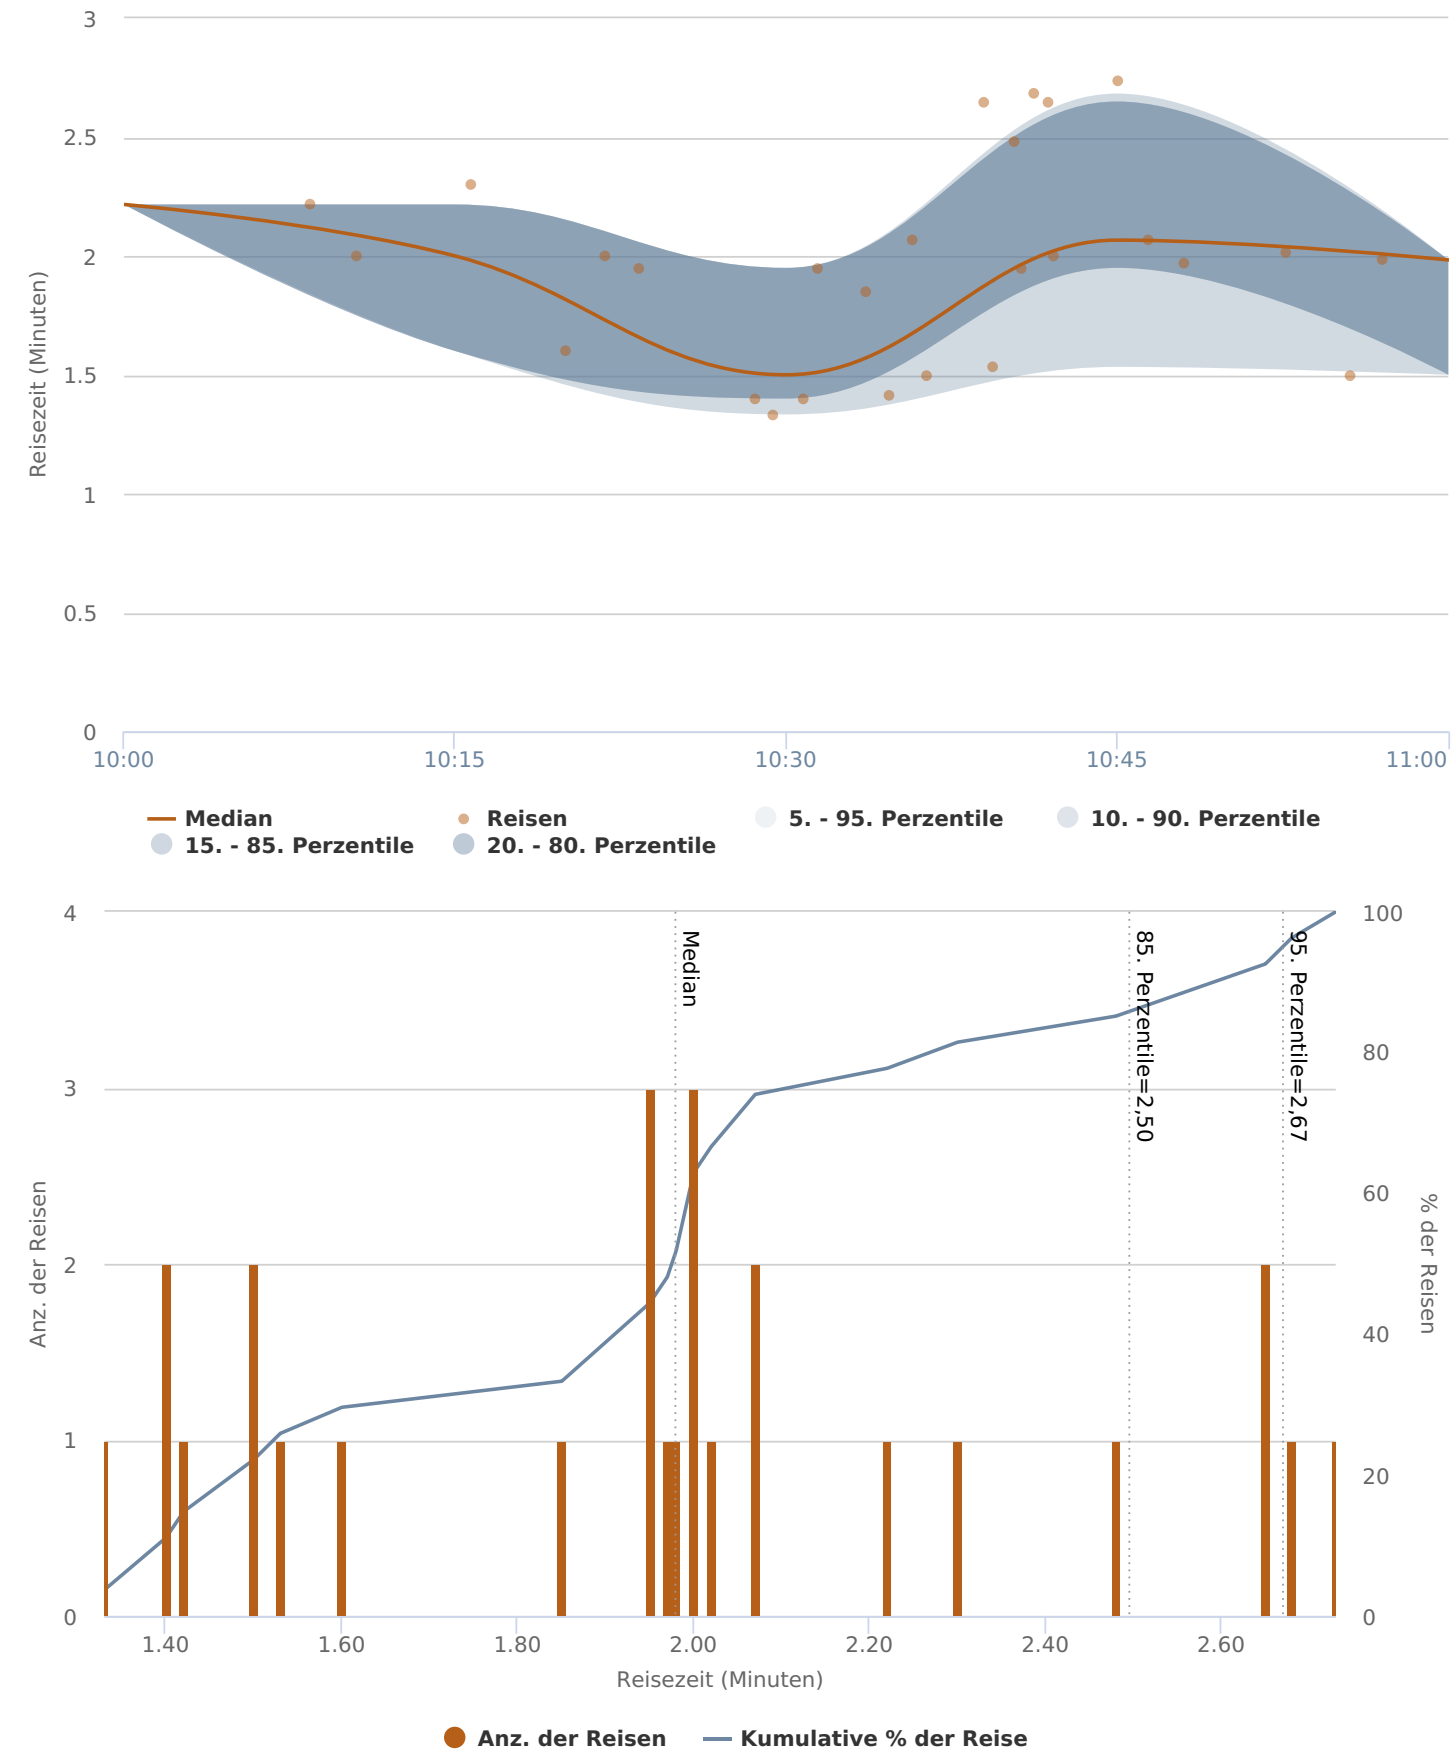 3
2.5
2
1.5
1
0.5
0
Reisezeit (Minuten)
10:00 10:15 10:30 10:45 11:00
Median Reisen 5. - 95. Perzentile 10. - 90. Perzentile
15. - 85. Perzentile 20. - 80. Perzentile
4
3
2
1
0
Anz. der Reisen
Median
85. Perzentile=2,50
95. Perzentile=2,67
100
80
60
40
20
0
% der Reisen
1.40 1.60 1.80 2.00 2.20 2.40 2.60
Reisezeit (Minuten)
Anz. der Reisen Kumulative % der Reise